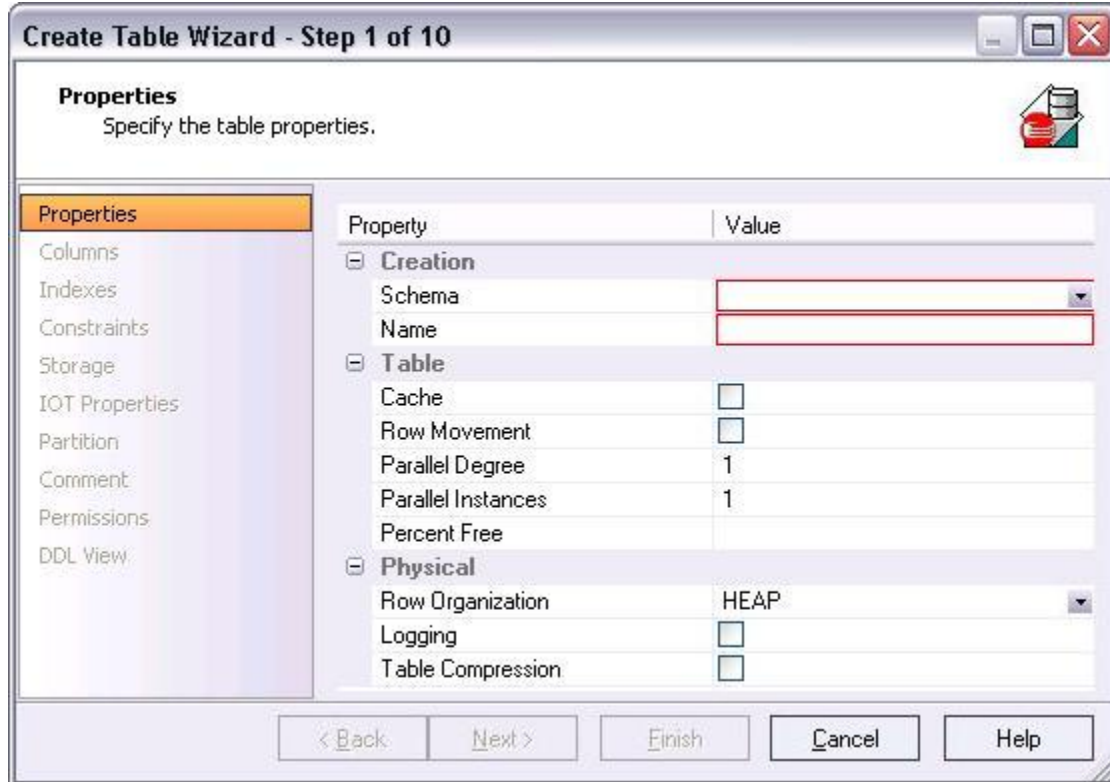 Create Table Wizard - Step 1 of 10
Properties
Specify the table properties.
Properties
Columns
Indexes
Constraints
Storage
IOT Properties
Partition
Comment
Permissions
DDL View
Property Value
Creation
Schema
Name
Table
Cache
Row Movement
Parallel Degree 1
Parallel Instances 1
Percent Free
Physical
Row Organization HEAP
Logging
Table Compression
< Back Next > Finish Cancel Help